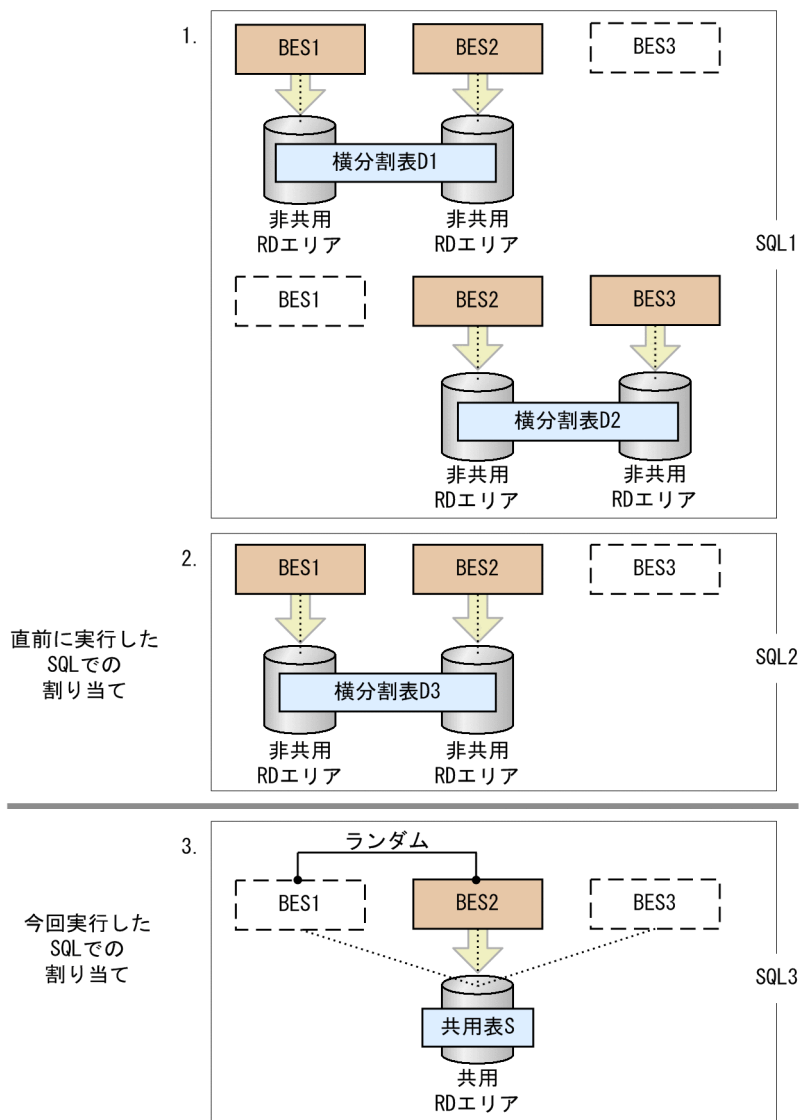 1.
BES1
BES2
BES3
横分割表D1
非共用
RDエリア
非共用
RDエリア
SQL1
BES1
BES2
BES3
横分割表D2
非共用
RDエリア
非共用
RDエリア
2.
BES1
BES2
BES3
直前に実行した
SQLでの
割り当て
横分割表D3
非共用
RDエリア
非共用
RDエリア
SQL2
3.
ランダム
BES1
BES2
BES3
今回実行した
SQLでの
割り当て
共用表S
共用
RDエリア
SQL3